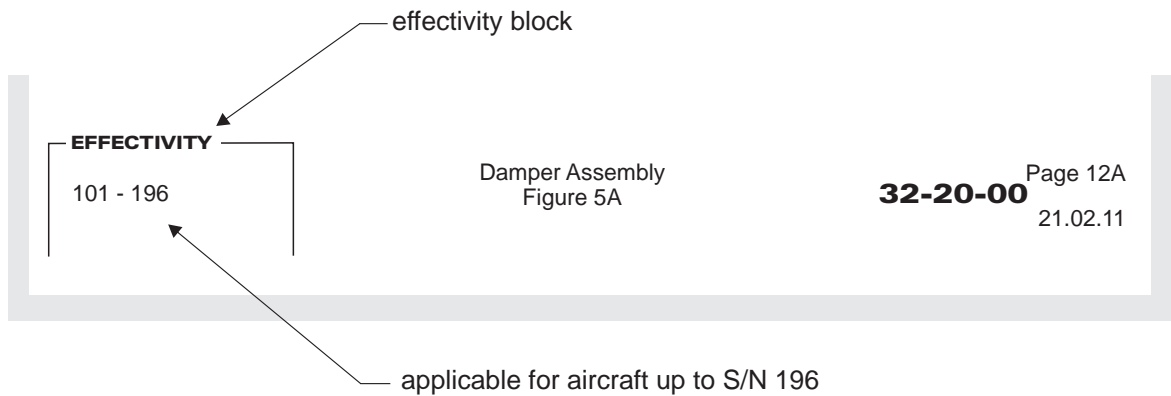 effectivity block
EFFECTIVITY
101 - 196
Damper Assembly
Figure 5A
32-20-00
Page 12A
21.02.11
applicable for aircraft up to S/N 196